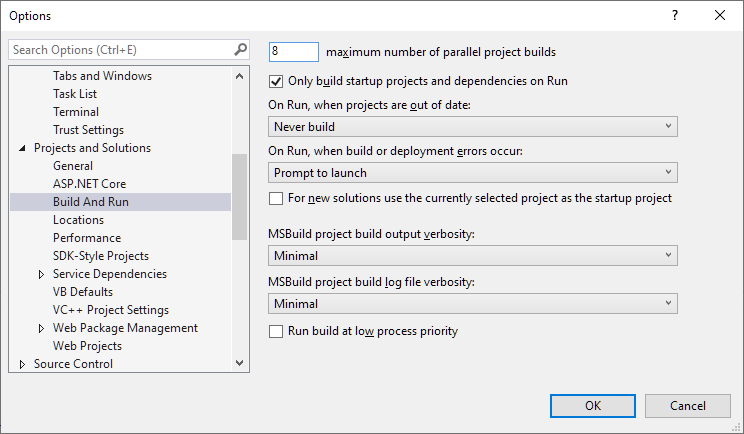 Options
Search Options (Ctrl+E)
Tabs and Windows
Task List
Terminal
Trust Settings
Projects and Solutions
General
ASP.NET Core
Build And Run
Locations
Performance
SDK-Style Projects
Service Dependencies
VB Defaults
VC++ Project Settings
Web Package Management
Web Projects
Source Control
8 maximum number of parallel project builds
Only build startup projects and dependencies on Run
On Run, when projects are out of date:
Never build
On Run, when build or deployment errors occur:
Prompt to launch
For new solutions use the currently selected project as the startup project
MSBuild project build output verbosity:
Minimal
MSBuild project build log file verbosity:
Minimal
Run build at low process priority
OK
Cancel